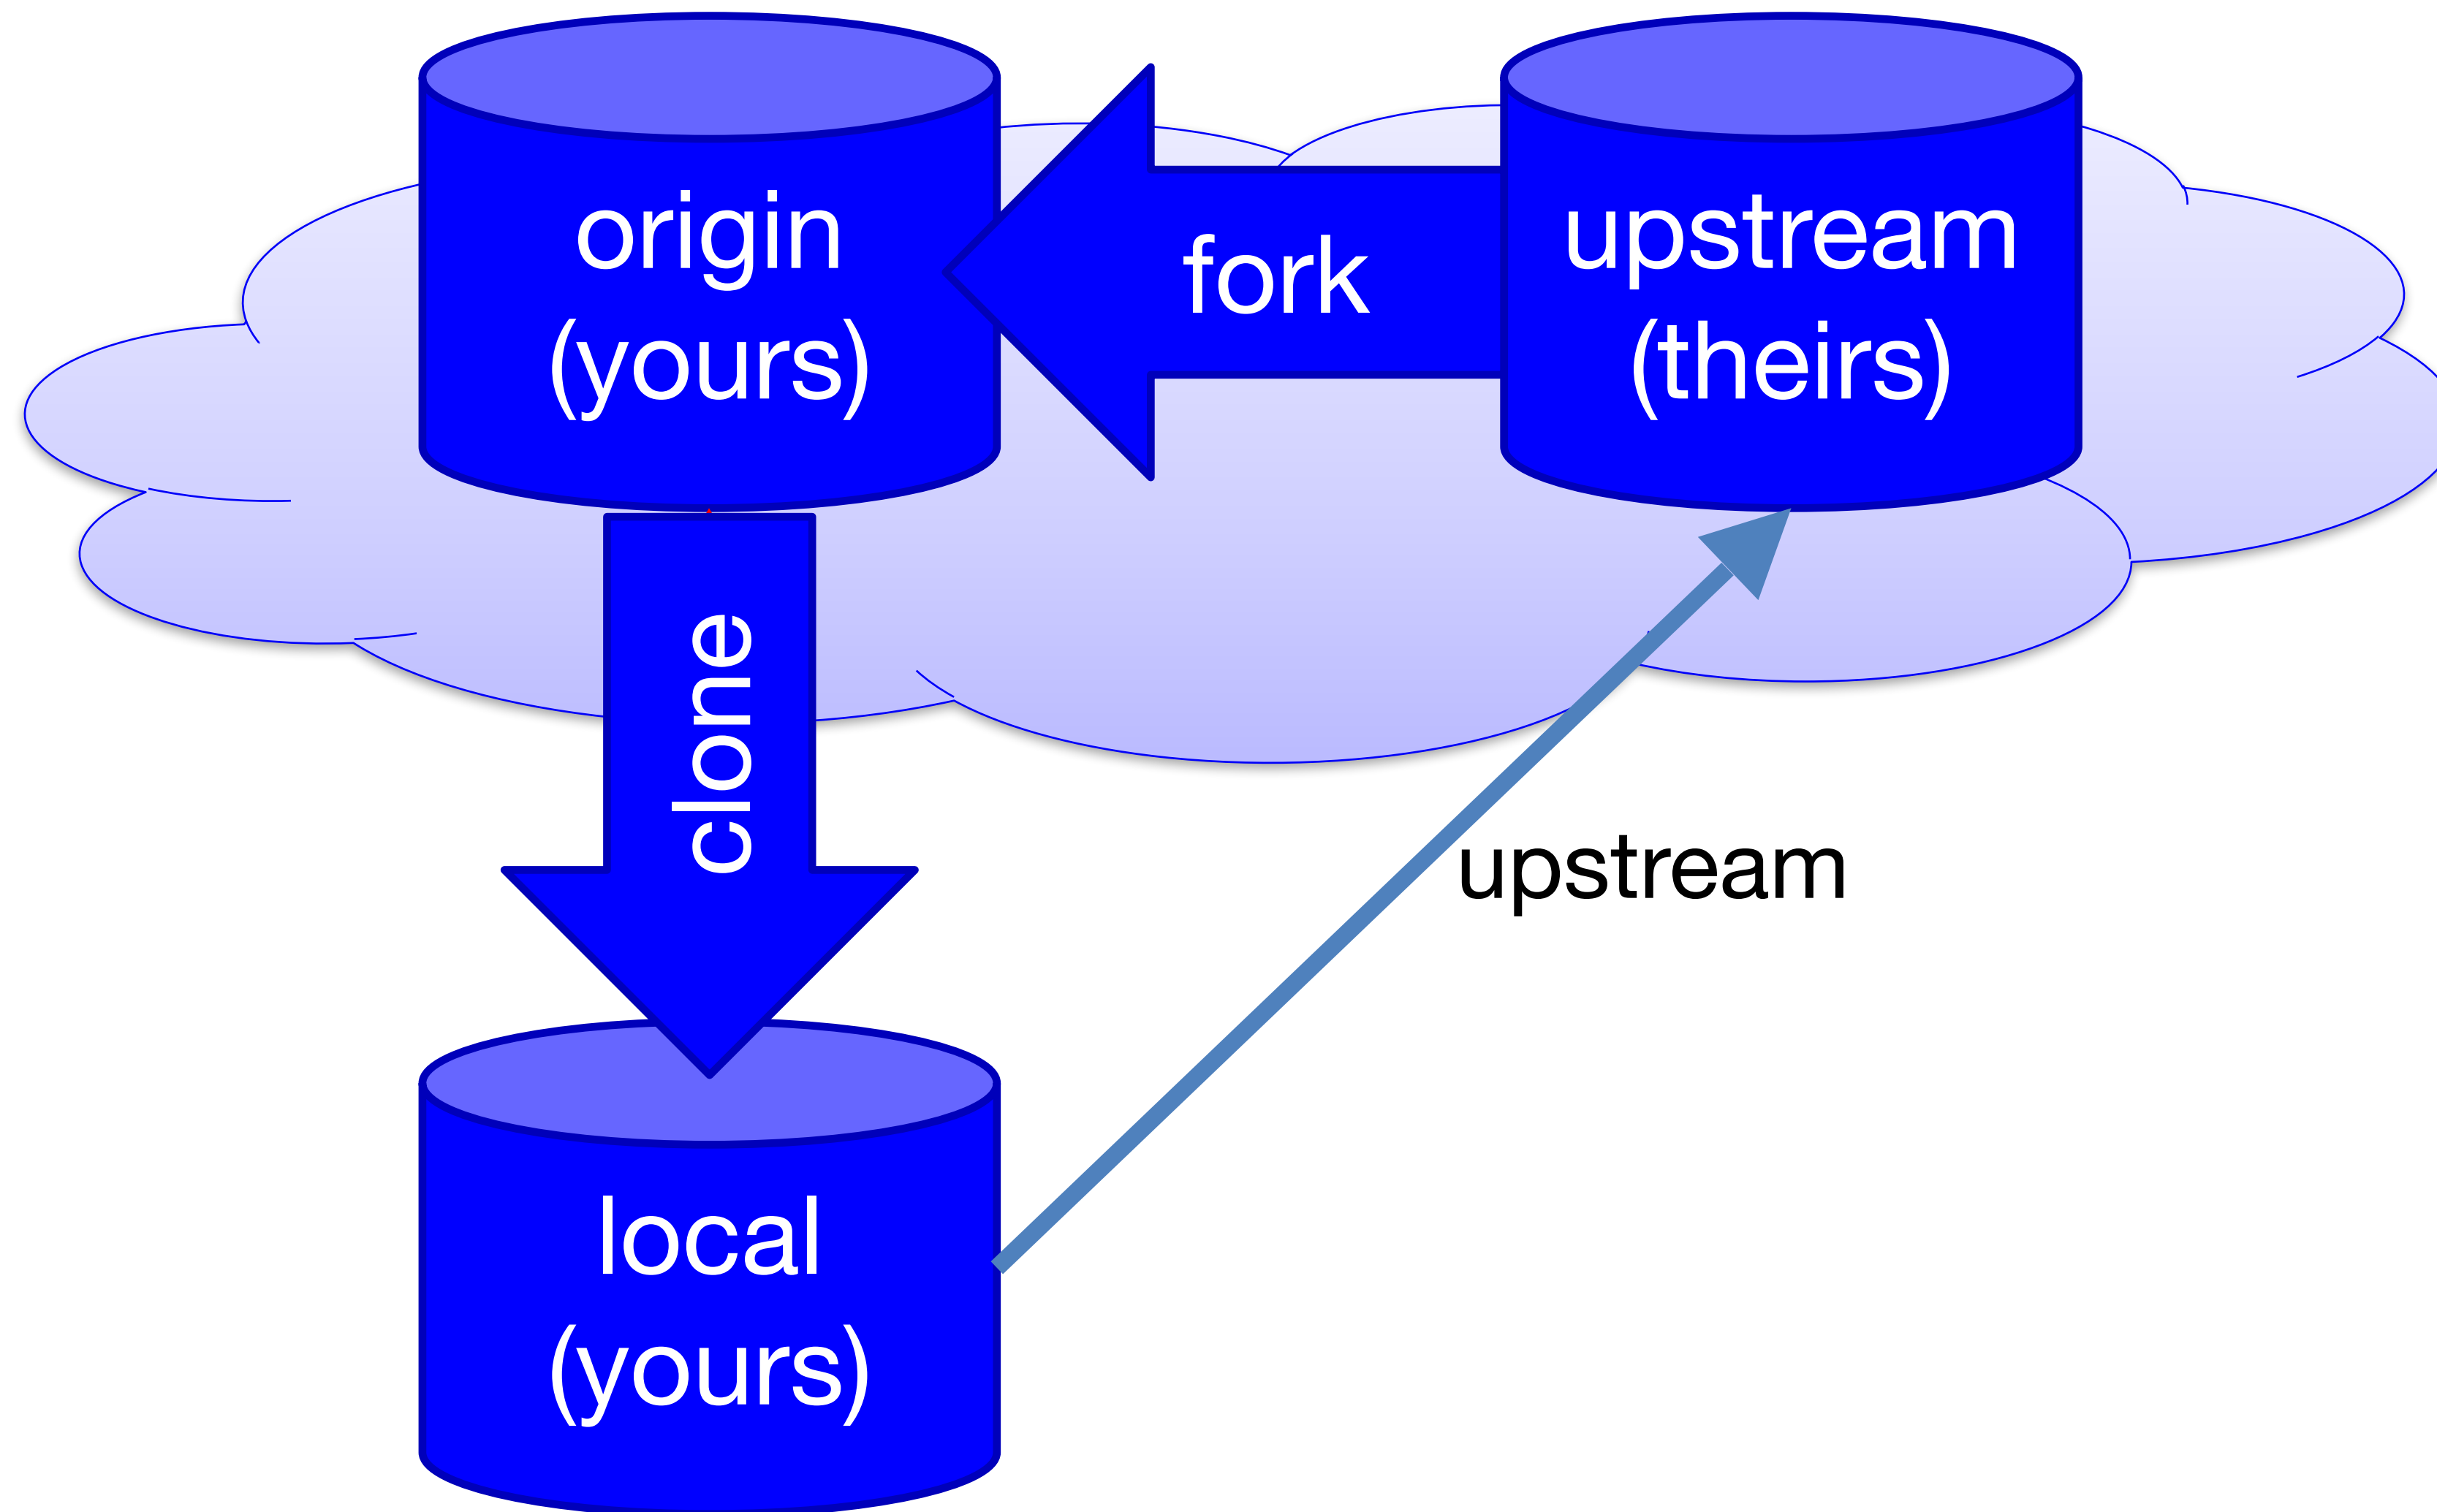 origin
(yours)
fork
upstream
(theirs)
clone
upstream
local
(yours)